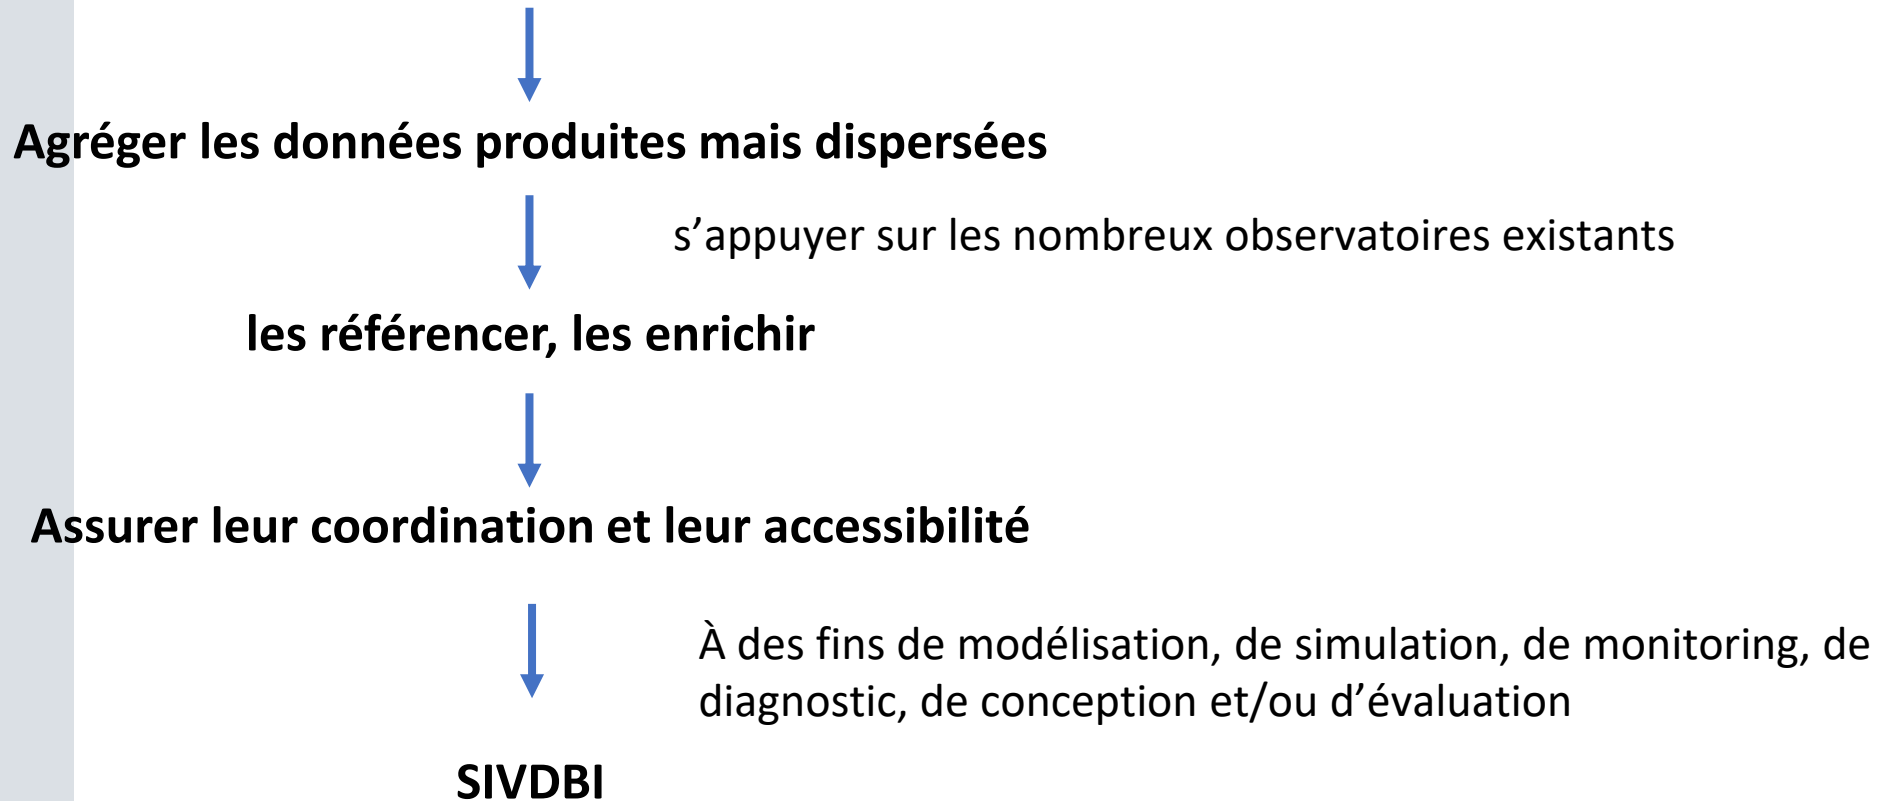 Agréger les données produites mais dispersées
s’appuyer sur les nombreux observatoires existants
les référencer, les enrichir
Assurer leur coordination et leur accessibilité
À des fins de modélisation, de simulation, de monitoring, de
diagnostic, de conception et/ou d’évaluation
SIVDBI